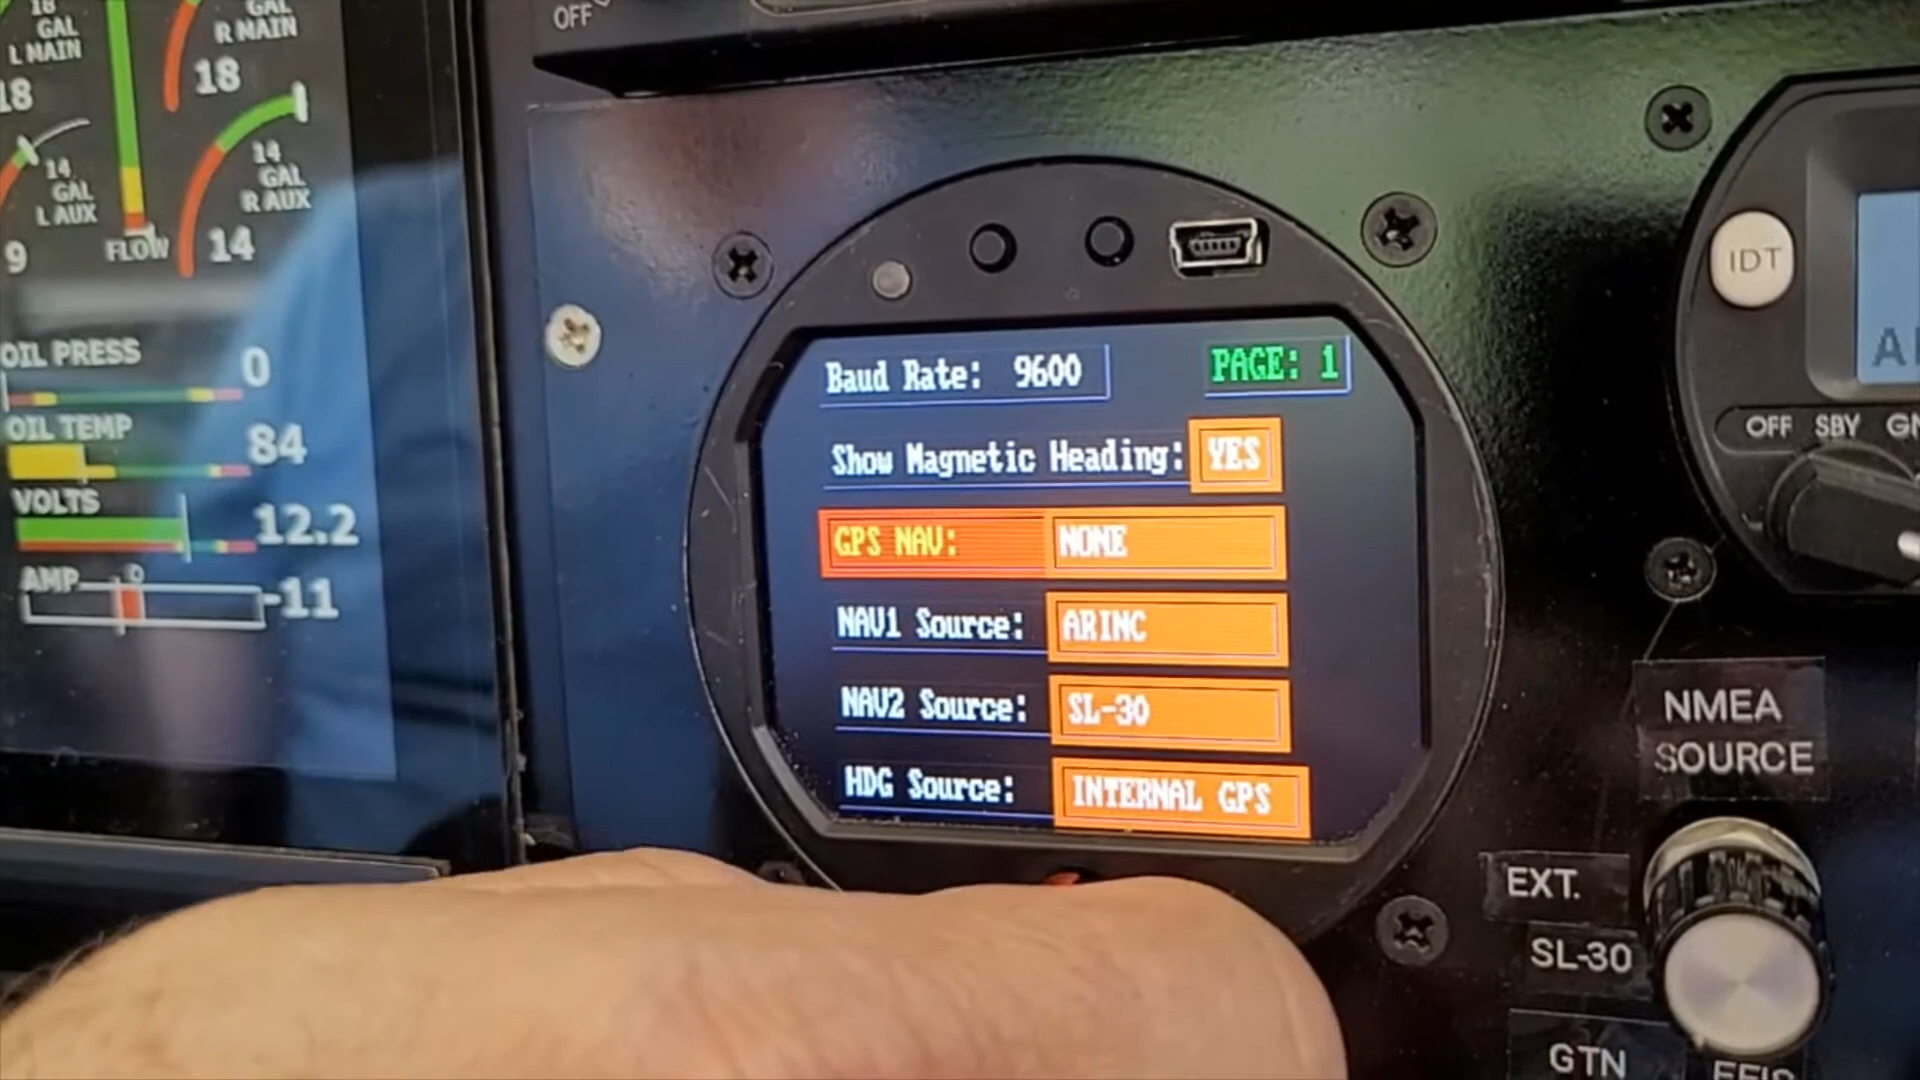 OFF
18
GAL
L MAIN
18
GAL
R MAIN
18
14
GAL
L AUX
9
FLOW
14
GAL
R AUX
14
OIL PRESS 0
OIL TEMP 84
VOLTS 12.2
AMP 0 -11
Baud Rate: 9600
PAGE: 1
Show Magnetic Heading: YES
GPS NAV: NONE
NAV1 Source: ARINC
NAV2 Source: SL-30
HDG Source: INTERNAL GPS
IDT
OFF SBY
NMEA
SOURCE
EXT.
SL-30
GTN
EFIS